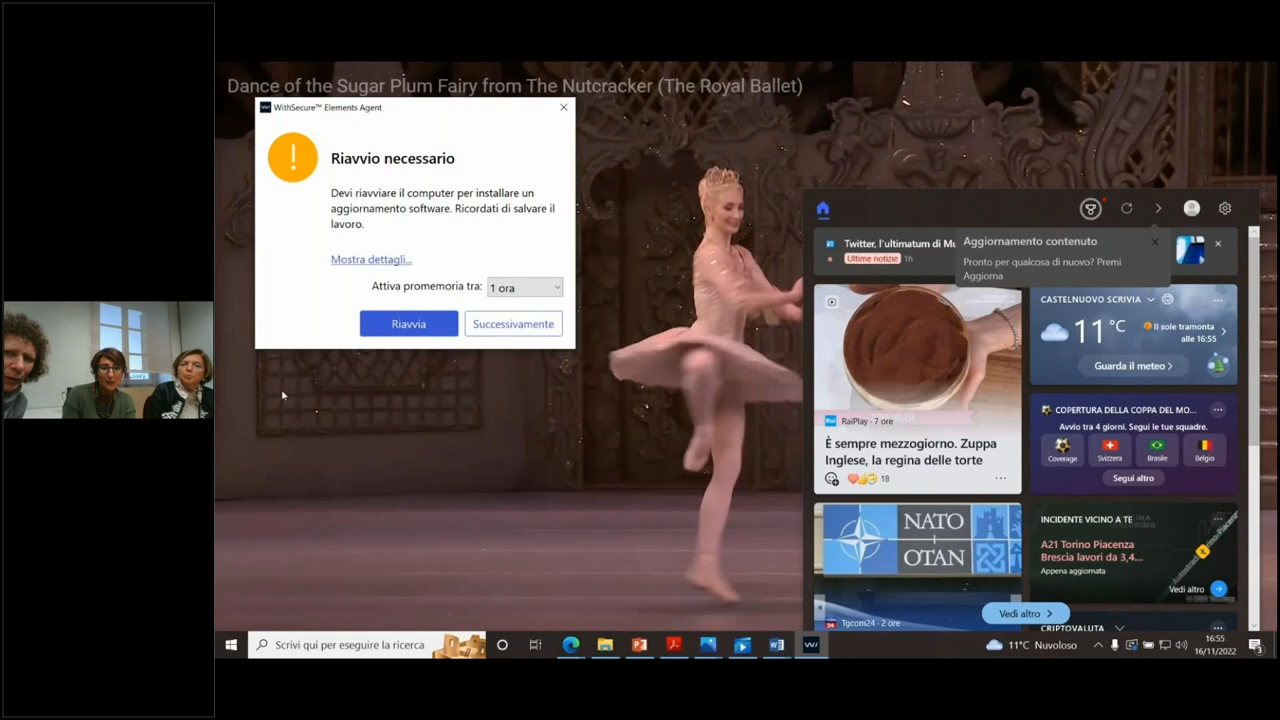 Dance of the Sugar Plum Fairy from The Nutcracker (The Royal Ballet)
WithSecure™ Elements Agent
Riavvio necessario
Devi riavviare il computer per installare un
aggiornamento software. Ricordati di salvare il
lavoro.
Mostra dettagli...
Attiva promemoria tra:
1 ora
Riavvia
Successivamente
Twitter, l'ultimatum di Mu
Ultime notizie
1h
Aggiornamento contenuto
Pronto per qualcosa di nuovo? Premi
Aggiorna
RaiPlay · 7 ore
È sempre mezzogiorno. Zuppa
Inglese, la regina delle torte
18
NATO
OTAN
Tgcom24 · 2 ore
CASTELNUOVO SCRIVIA
11 °C
Il sole tramonta
alle 16:55
Guarda il meteo
COPERTURA DELLA COPPA DEL MO...
Avvio tra 4 giorni. Segui le tue squadre.
Coverage
Svizzera
Brasile
Belgio
Segui altro
INCIDENTE VICINO A TE
A21 Torino Piacenza
Brescia lavori da 3,4...
Appena aggiornata
Vedi altro
Vedi altro
CRIPTOVALUTA
Scrivi qui per eseguire la ricerca
11°C Nuvoloso
16:55
16/11/2022
3